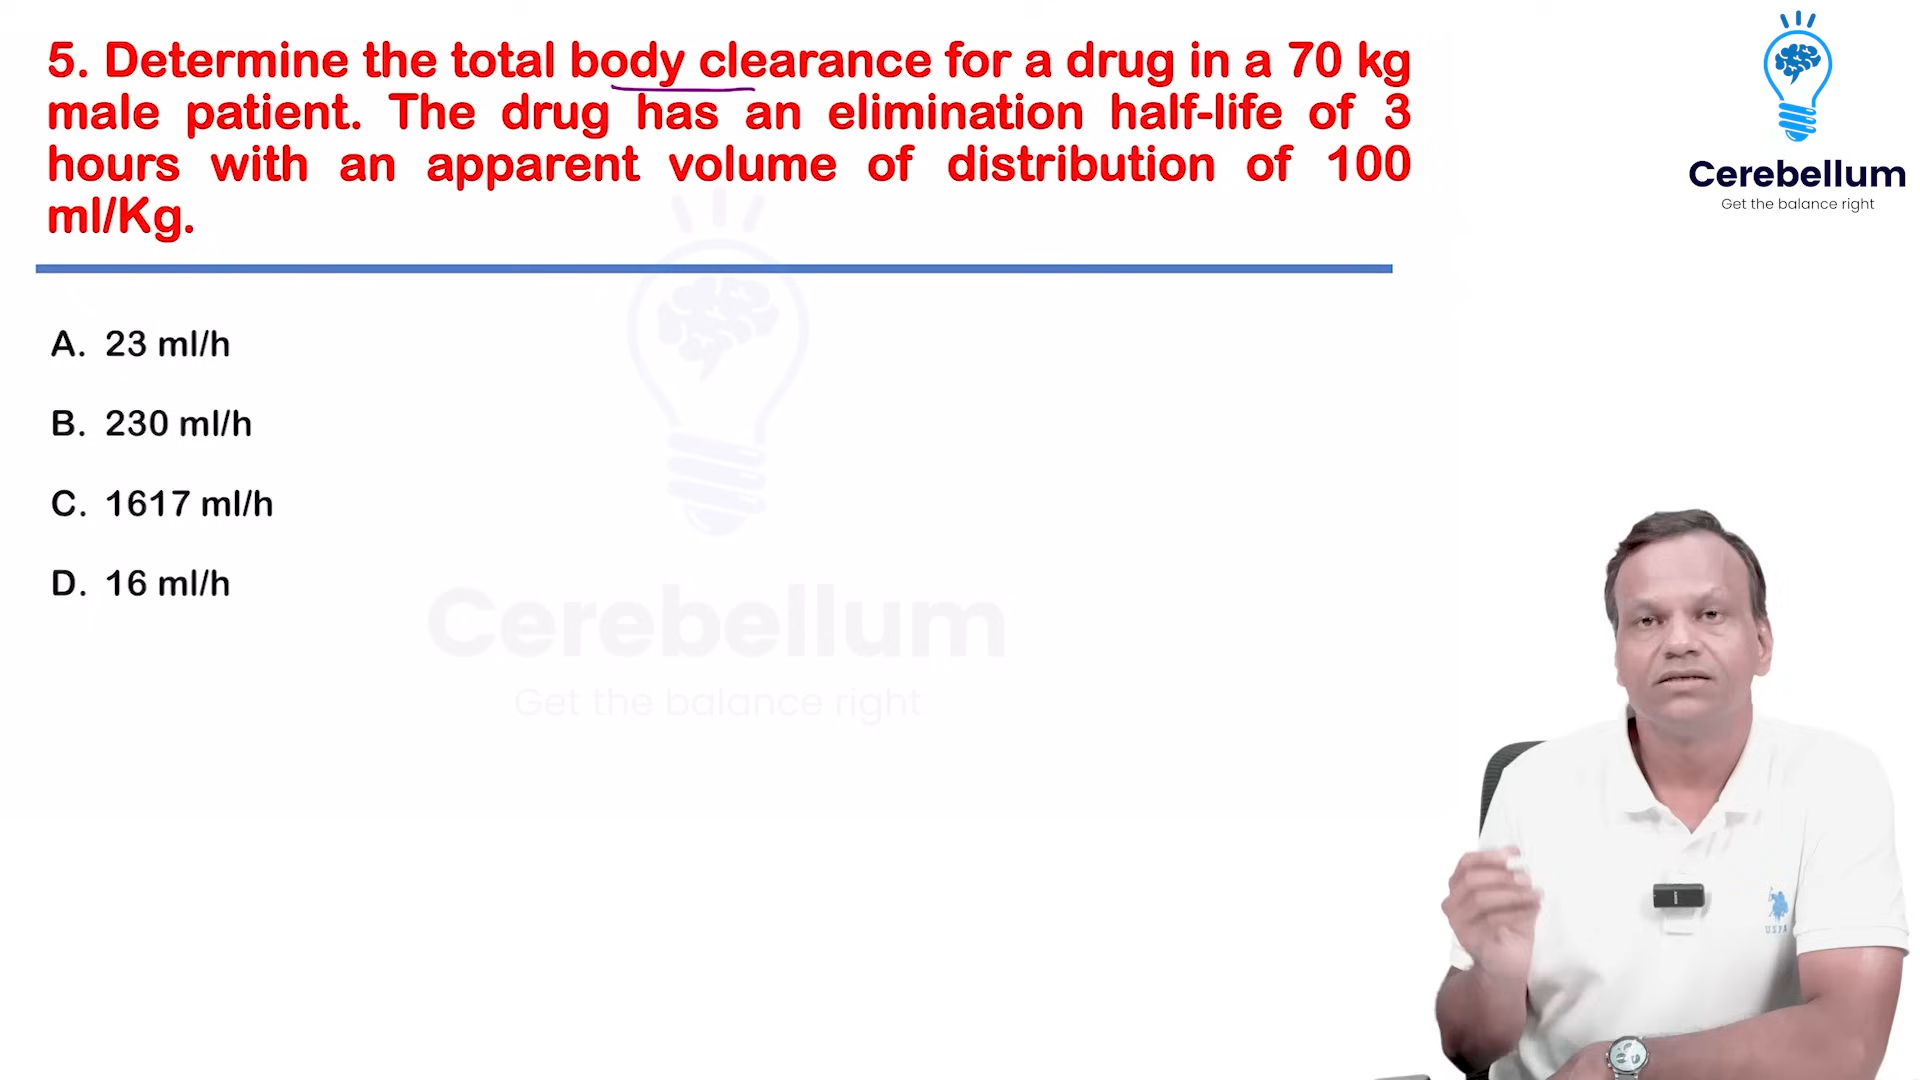 5. Determine the total body clearance for a drug in a 70 kg
male patient. The drug has an elimination half-life of 3
hours with an apparent volume of distribution of 100
ml/Kg.
Cerebellum
Get the balance right
A. 23 ml/h
B. 230 ml/h
C. 1617 ml/h
D. 16 ml/h
Cerebellum
Get the balance right
U.S.P.A